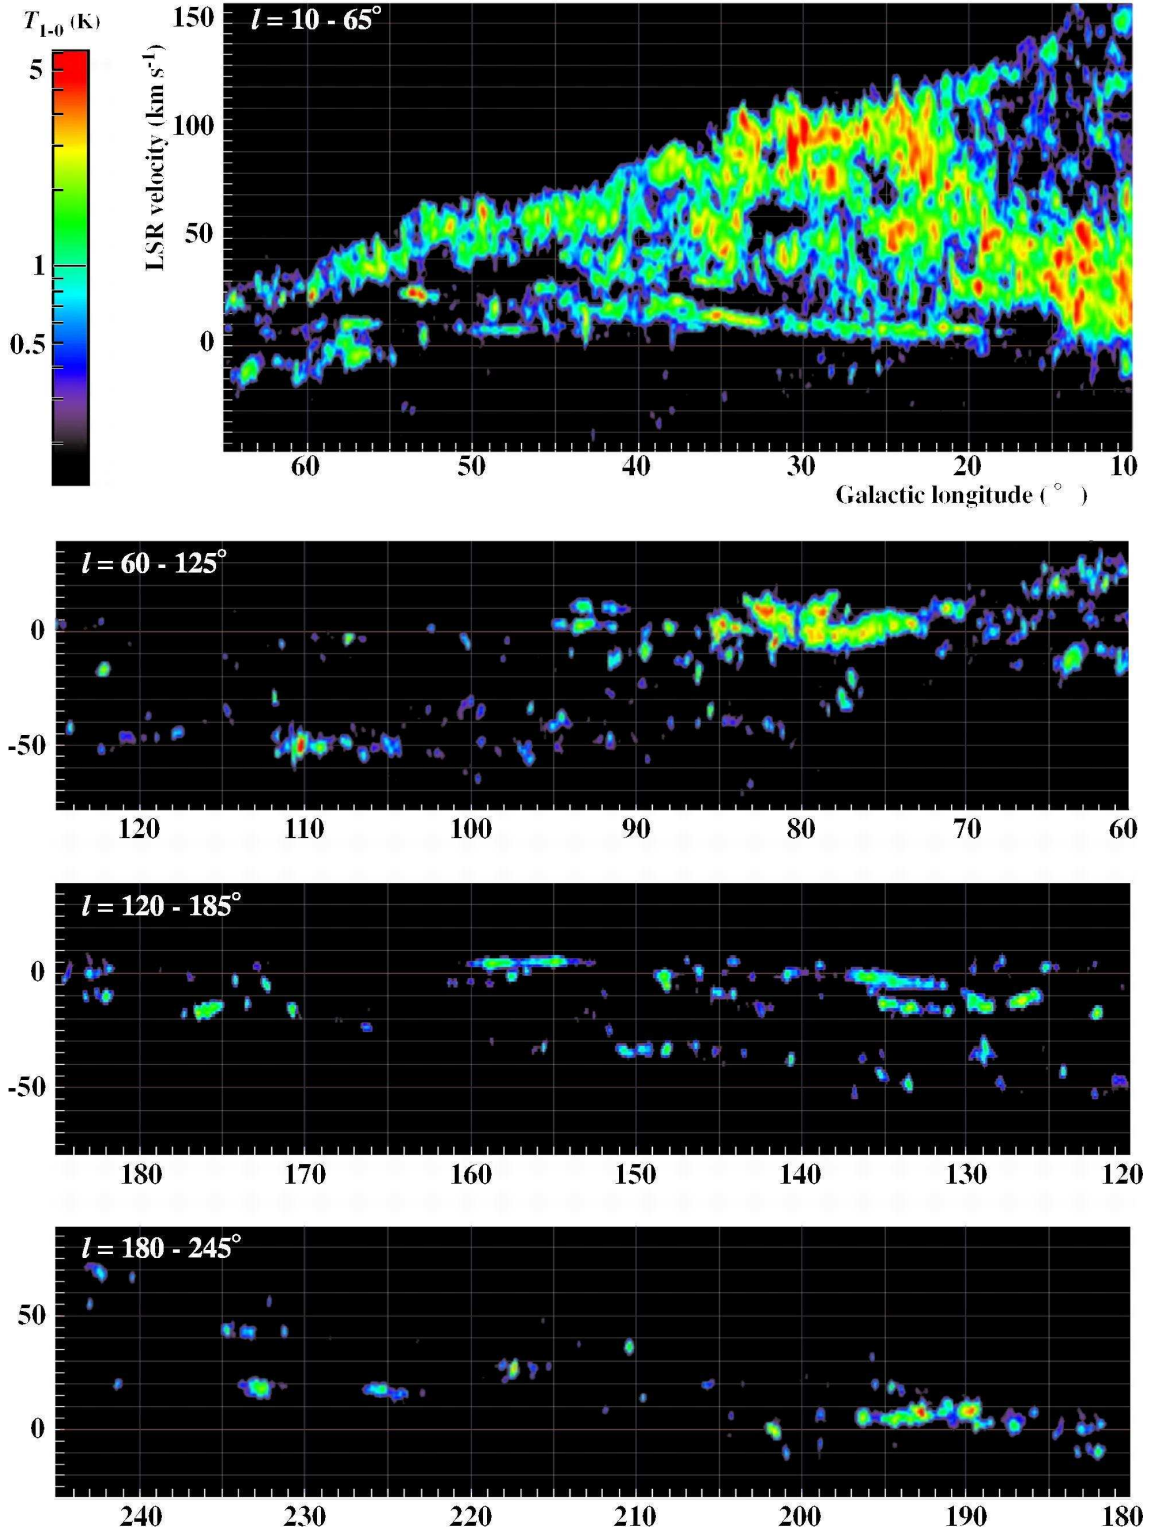 T1-0 (K)
5
1
0.5
LSR velocity (km s-1)
l = 10 - 65°
150
100
50
0
60 50 40 30 20 10
Galactic longitude ( ° )
l = 60 - 125°
0
-50
120 110 100 90 80 70 60
l = 120 - 185°
0
-50
180 170 160 150 140 130 120
l = 180 - 245°
50
0
240 230 220 210 200 190 180